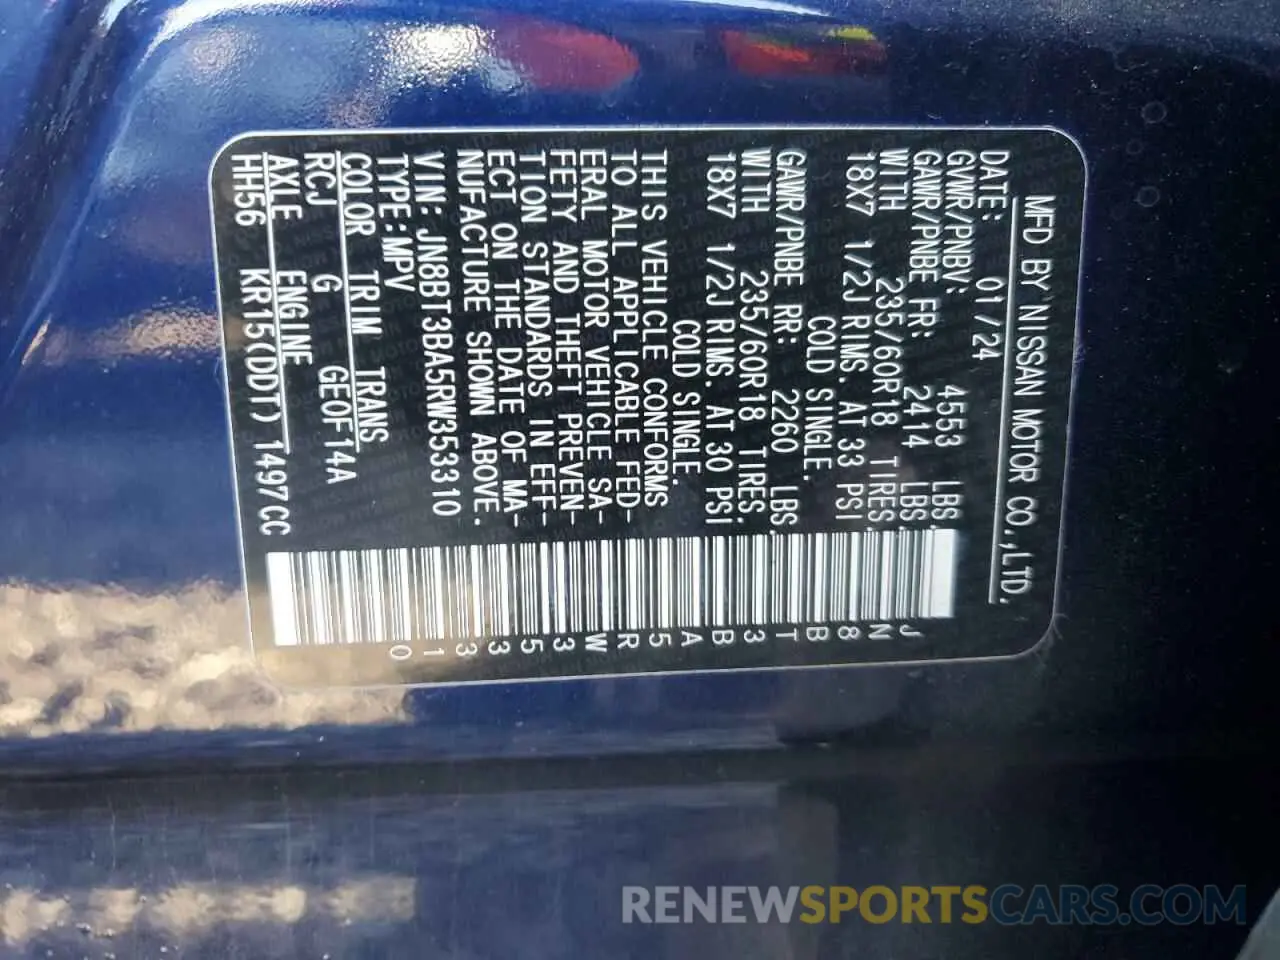 MFD BY NISSAN MOTOR CO.,LTD.
DATE: 01/24
GVWR/PNBV: 4553 LBS.
GAWR/PNBE FR: 2414 LBS.
WITH 235/60R18 TIRES.
18X7 1/2J RIMS. AT 33 PSI
COLD SINGLE.
GAWR/PNBE RR: 2260 LBS.
WITH 235/60R18 TIRES.
18X7 1/2J RIMS. AT 30 PSI
COLD SINGLE.
THIS VEHICLE CONFORMS
TO ALL APPLICABLE FED-
ERAL MOTOR VEHICLE SA-
FETY AND THEFT PREVEN-
TION STANDARDS IN EFF-
ECT ON THE DATE OF MA-
NUFACTURE SHOWN ABOVE.
VIN: JN8BT3BA5RW353310
TYPE:MPV
COLOR TRIM TRANS
RCJ G GE0F14A
AXLE ENGINE
HH56 KR15(DDT) 1497CC
JN8BT3BA5RW353310
RENEWSPORTSCARS.COM